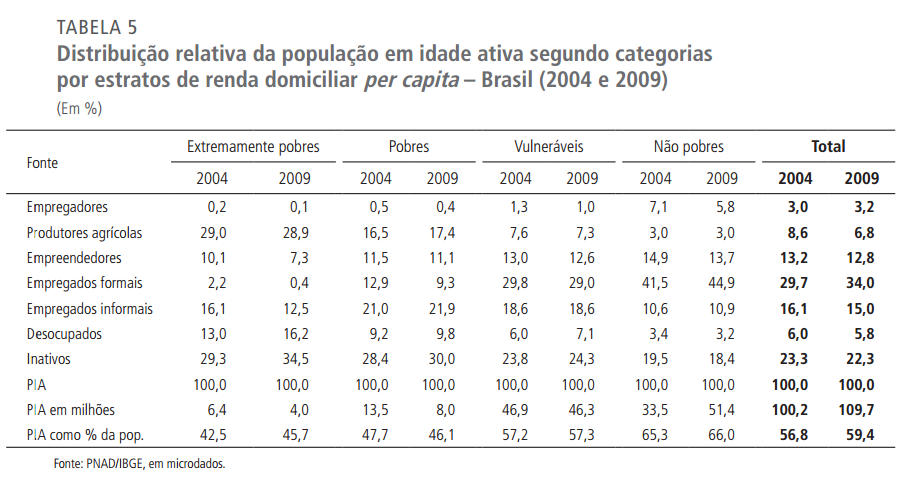 TABELA 5
Distribuição relativa da população em idade ativa segundo categorias
por estratos de renda domiciliar per capita – Brasil (2004 e 2009)
(Em %)
Fonte Extremamente pobres Pobres Vulneráveis Não pobres Total
2004 2009 2004 2009 2004 2009 2004 2009 2004 2009
Empregadores 0,2 0,1 0,5 0,4 1,3 1,0 7,1 5,8 3,0 3,2
Produtores agrícolas 29,0 28,9 16,5 17,4 7,6 7,3 3,0 3,0 8,6 6,8
Empreendedores 10,1 7,3 11,5 11,1 13,0 12,6 14,9 13,7 13,2 12,8
Empregados formais 2,2 0,4 12,9 9,3 29,8 29,0 41,5 44,9 29,7 34,0
Empregados informais 16,1 12,5 21,0 21,9 18,6 18,6 10,6 10,9 16,1 15,0
Desocupados 13,0 16,2 9,2 9,8 6,0 7,1 3,4 3,2 6,0 5,8
Inativos 29,3 34,5 28,4 30,0 23,8 24,3 19,5 18,4 23,3 22,3
PIA 100,0 100,0 100,0 100,0 100,0 100,0 100,0 100,0 100,0 100,0
PIA em milhões 6,4 4,0 13,5 8,0 46,9 46,3 33,5 51,4 100,2 109,7
PIA como % da pop. 42,5 45,7 47,7 46,1 57,2 57,3 65,3 66,0 56,8 59,4
Fonte: PNAD/IBGE, em microdados.